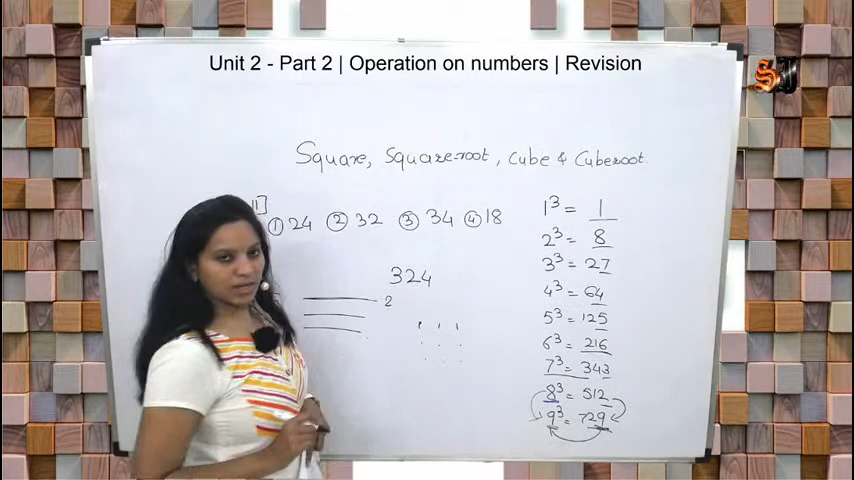 Unit 2 - Part 2 | Operation on numbers | Revision
Square, Square-root, Cube & Cuberoot.
1]
① 24 ② 32 ③ 34 ④ 18
324
2
1³ = 1
2³ = 8
3³ = 27
4³ = 64
5³ = 125
6³ = 216
7³ = 343
8³ = 512
9³ = 729